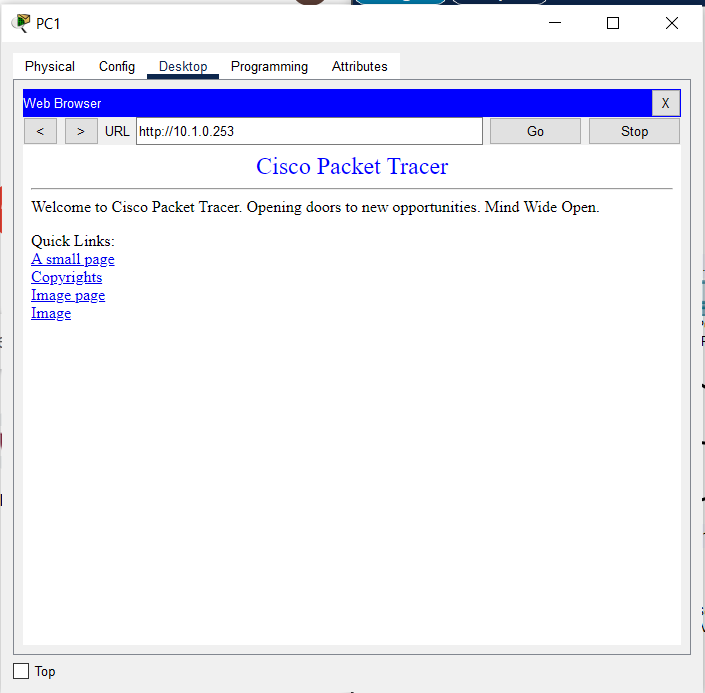 PC1
Physical Config Desktop Programming Attributes
Web Browser X
< > URL http://10.1.0.253 Go Stop
Cisco Packet Tracer
Welcome to Cisco Packet Tracer. Opening doors to new opportunities. Mind Wide Open.
Quick Links:
A small page
Copyrights
Image page
Image
Top